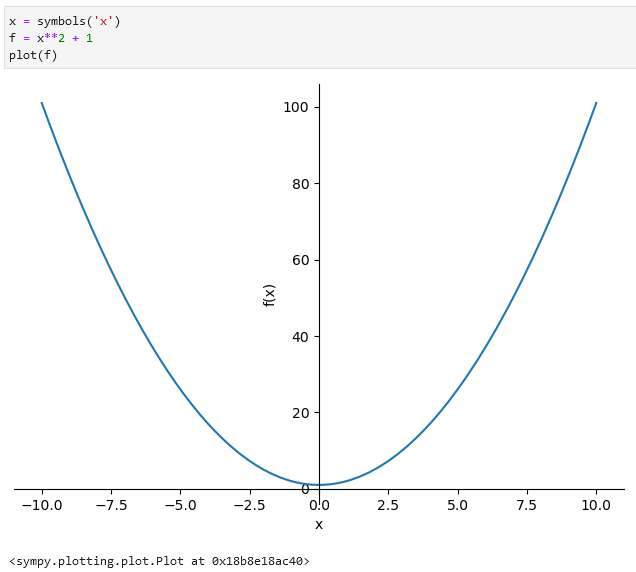 x = symbols('x')
f = x**2 + 1
plot(f)
100
80
60
f(x)
40
20
0
−10.0 −7.5 −5.0 −2.5 0.0 2.5 5.0 7.5 10.0
x
<sympy.plotting.plot.Plot at 0x18b8e18ac40>